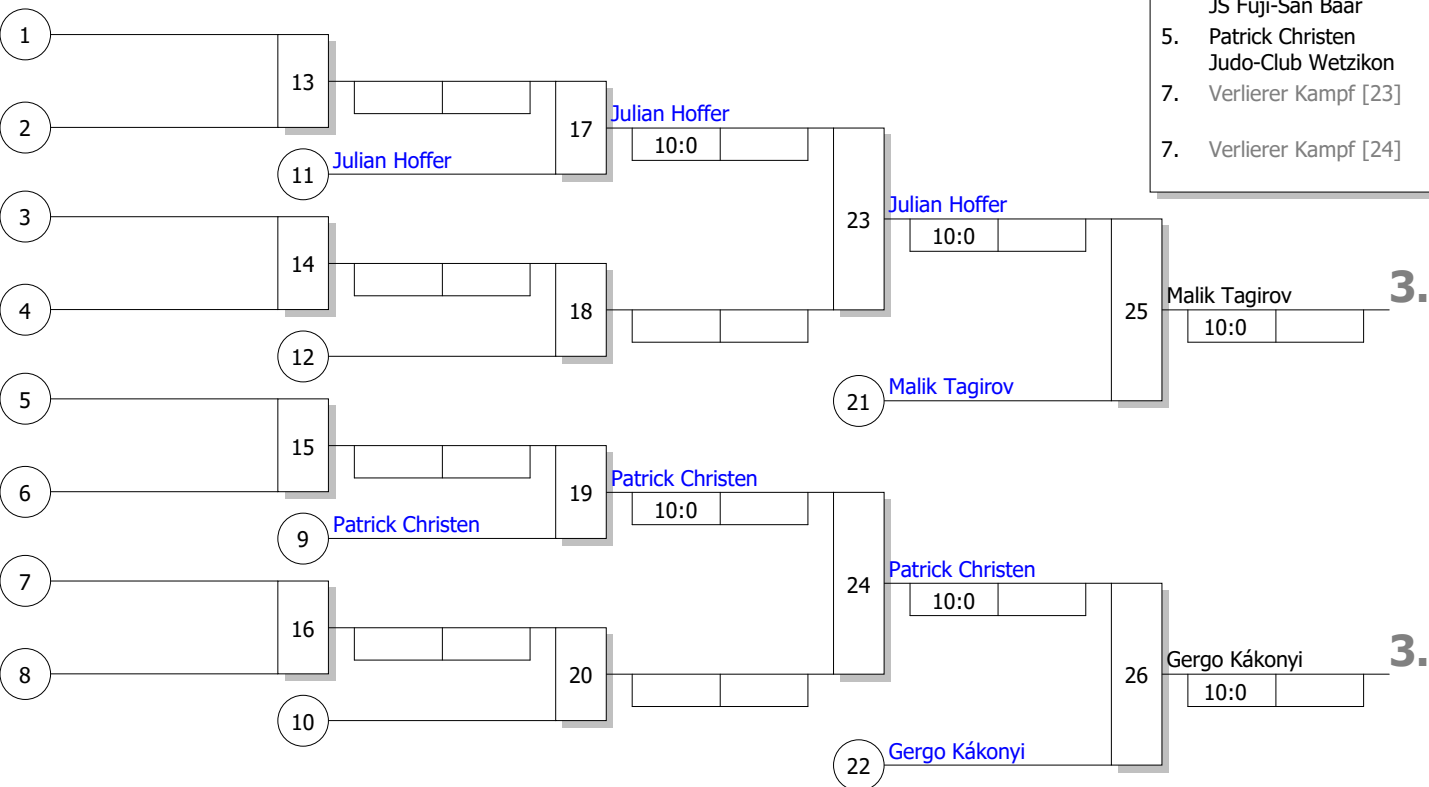 JS Fuji-San Baar
5. Patrick Christen
Judo-Club Wetzikon
7. Verlierer Kampf [23]
7. Verlierer Kampf [24]
1
13
2
17
Julian Hoffer
10:0
11
Julian Hoffer
3
14
4
18
12
23
Julian Hoffer
10:0
25
Malik Tagirov
10:0
3.
21
Malik Tagirov
5
15
6
19
Patrick Christen
10:0
9
Patrick Christen
7
16
8
20
10
24
Patrick Christen
10:0
26
Gergo Kákonyi
10:0
3.
22
Gergo Kákonyi